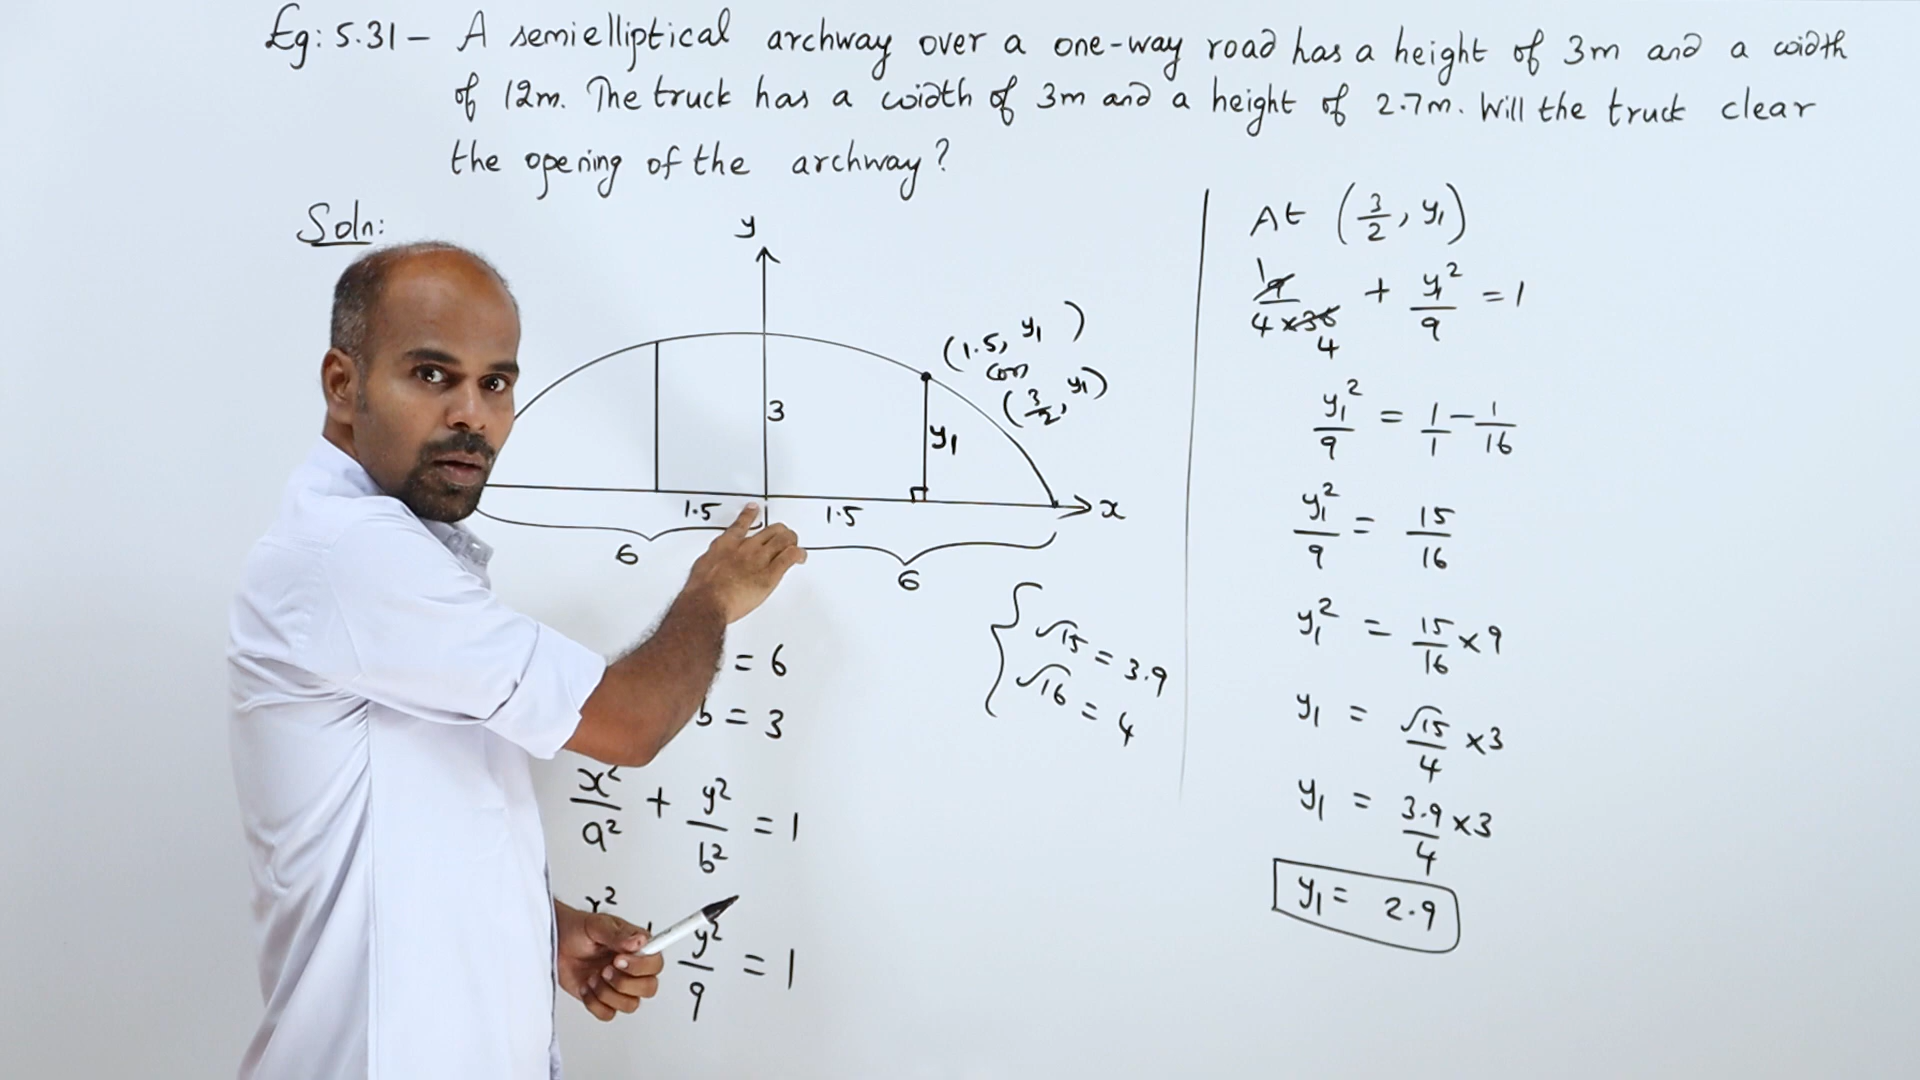 Eg: 5.31 - A semielliptical archway over a one-way road has a height of 3m and a width
of 12m. The truck has a width of 3m and a height of 2.7m. Will the truck clear
the opening of the archway?
Soln:
y
3
(1.5, y₁)
(or)
(3/2, y₁)
y₁
1.5 1.5
x
6 6
√15 = 3.9
√16 = 4
= 6
b = 3
x²/a² + y²/b² = 1
y²/9 = 1
At (3/2, y₁)
9/(4×36) + y₁²/9 = 1
1
4
y₁²/9 = 1/1 - 1/16
y₁²/9 = 15/16
y₁² = 15/16 × 9
y₁ = √15/4 × 3
y₁ = 3.9/4 × 3
y₁ = 2.9